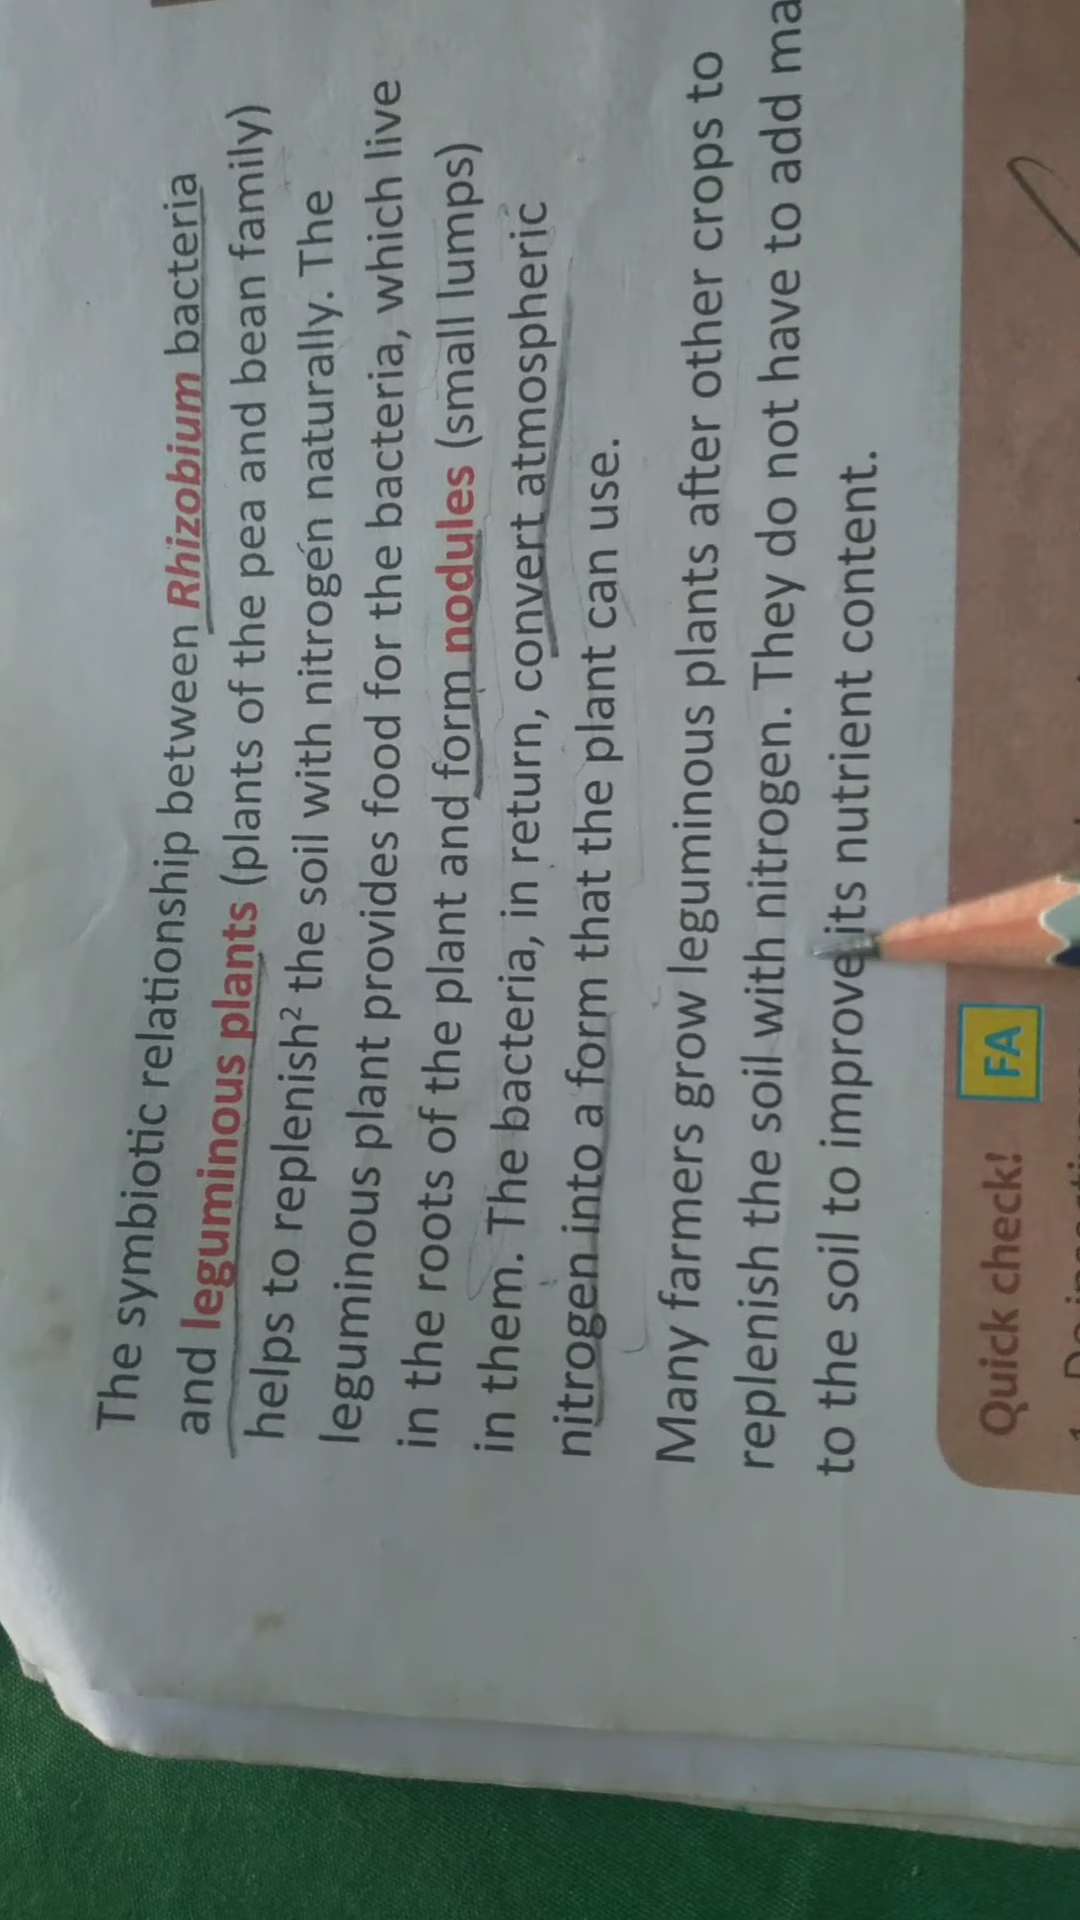 The symbiotic relationship between Rhizobium bacteria
and leguminous plants (plants of the pea and bean family)
helps to replenish² the soil with nitrogen naturally. The
leguminous plant provides food for the bacteria, which live
in the roots of the plant and form nodules (small lumps)
in them. The bacteria, in return, convert atmospheric
nitrogen into a form that the plant can use.
Many farmers grow leguminous plants after other crops to
replenish the soil with nitrogen. They do not have to add ma
to the soil to improve its nutrient content.
Quick check! FA